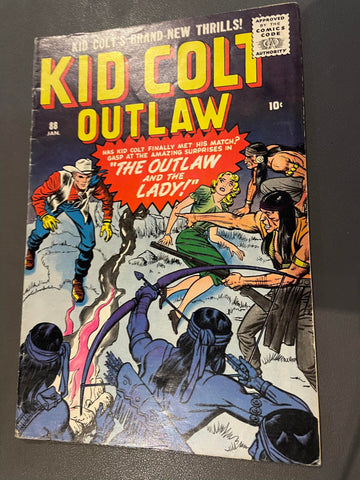 KID COLT'S BRAND-NEW THRILLS!
APPROVED
BY THE
COMICS
CODE
AUTHORITY
KID COLT
OUTLAW
10¢
88
JAN.
HAS KID COLT FINALLY MET HIS MATCH?
GASP AT THE AMAZING SURPRISES IN
"THE OUTLAW
AND THE
LADY!"